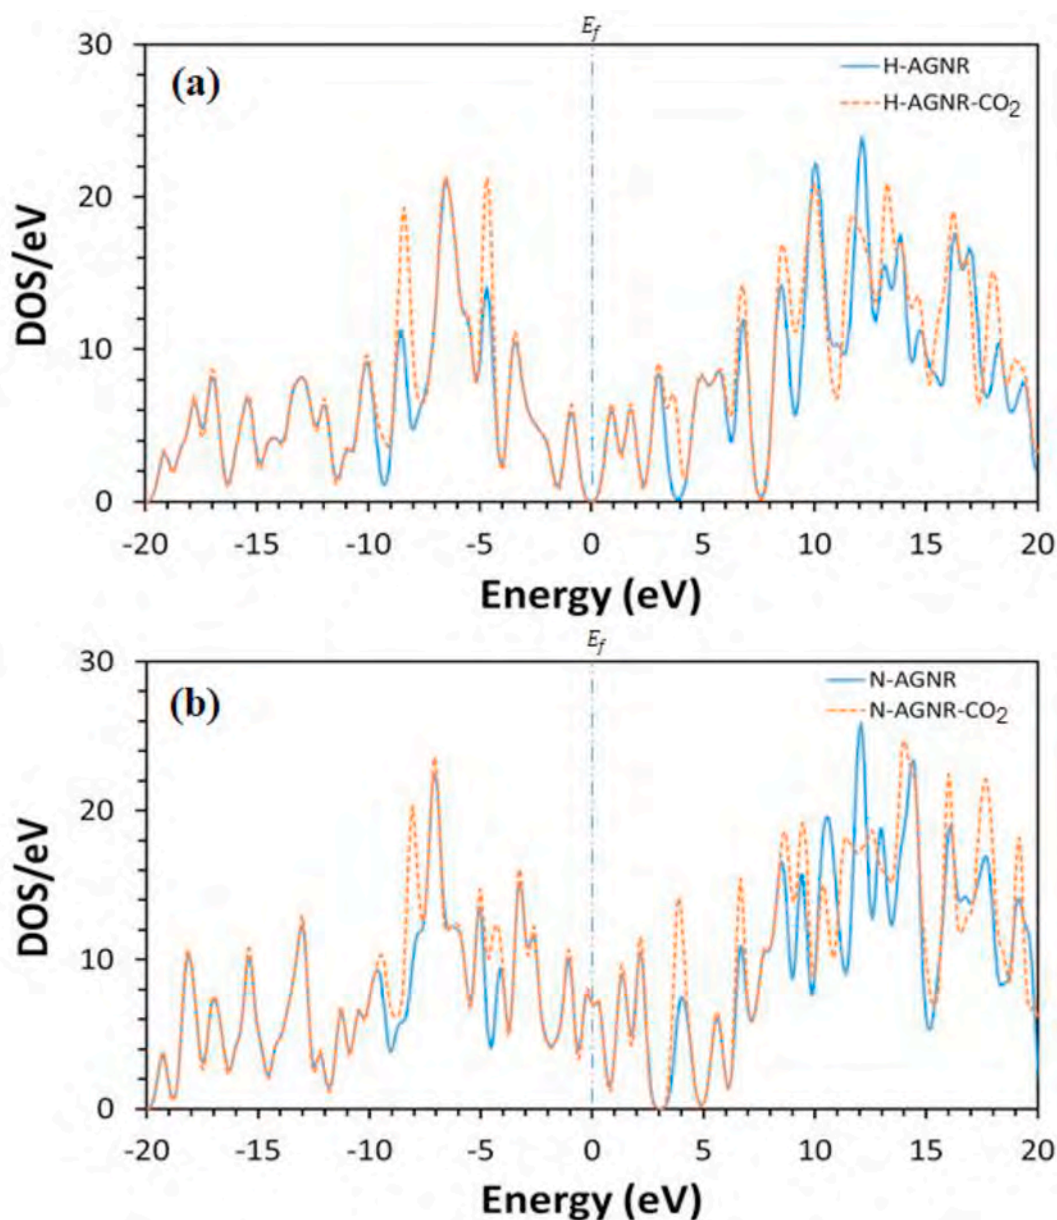 E_f
30
(a)
H-AGNR
H-AGNR-CO₂
20
DOS/eV
10
0
-20 -15 -10 -5 0 5 10 15 20
Energy (eV)
E_f
30
(b)
N-AGNR
N-AGNR-CO₂
20
DOS/eV
10
0
-20 -15 -10 -5 0 5 10 15 20
Energy (eV)